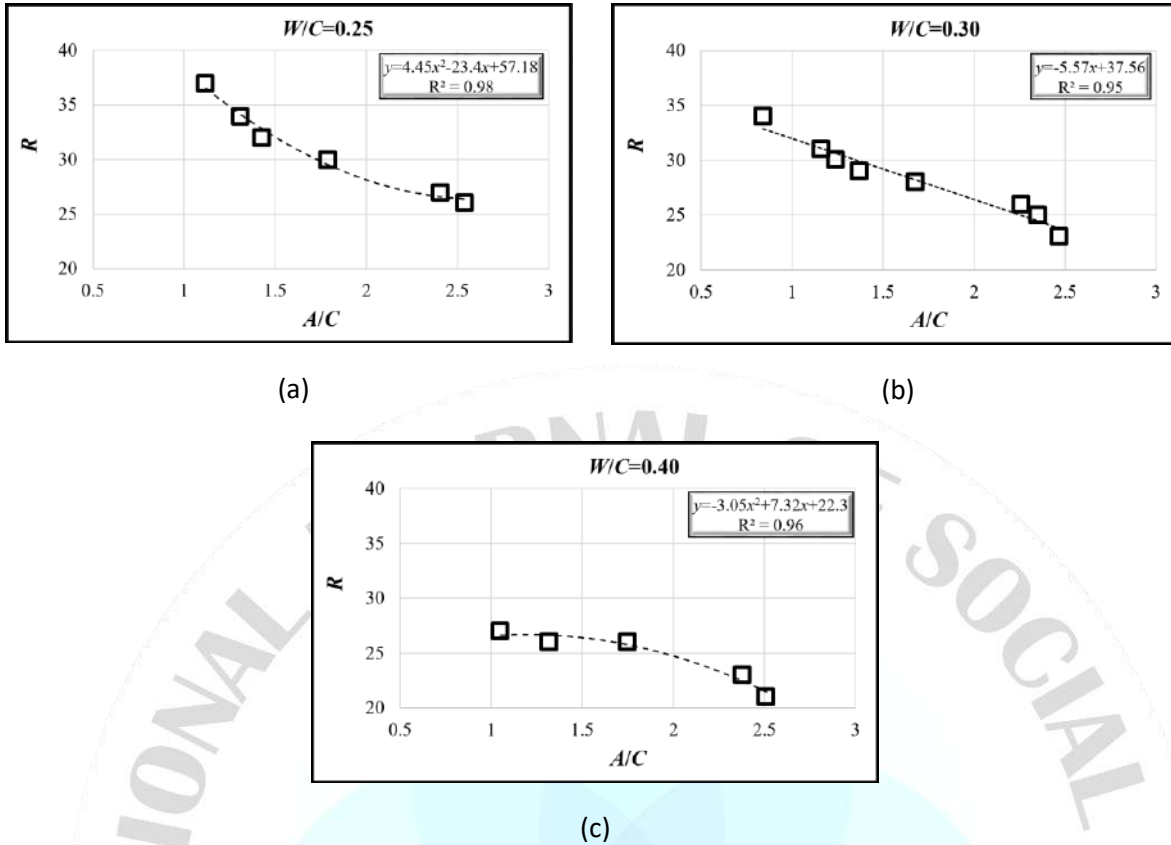 W/C=0.25
y=4.45x²-23.4x+57.18
R² = 0.98
40
35
30
25
20
R
0.5 1 1.5 2 2.5 3
A/C
(a)
W/C=0.30
y=-5.57x+37.56
R² = 0.95
40
35
30
25
20
R
0.5 1 1.5 2 2.5 3
A/C
(b)
W/C=0.40
y=-3.05x²+7.32x+22.3
R² = 0.96
40
35
30
25
20
R
0.5 1 1.5 2 2.5 3
A/C
(c)
SOCIAL